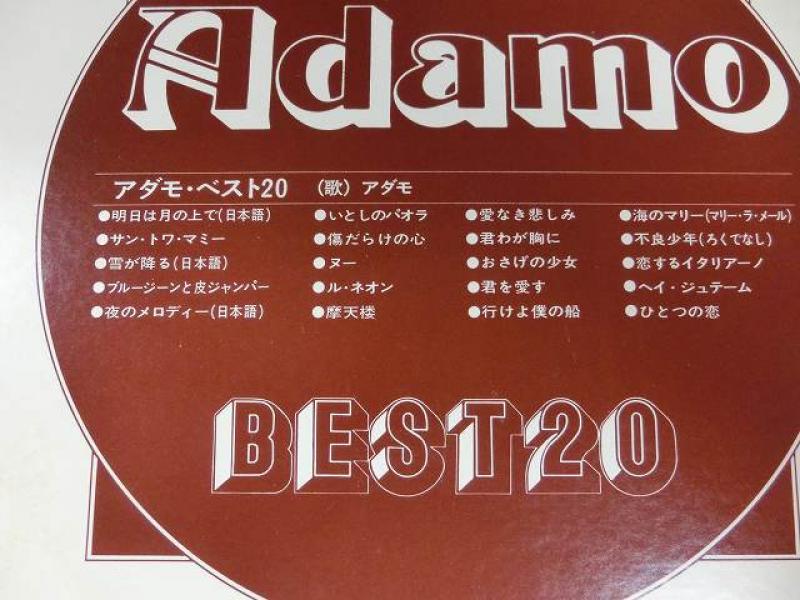 Adamo
アダモ・ベスト20 （歌）アダモ
●明日は月の上で(日本語) ●いとしのパオラ ●愛なき悲しみ ●海のマリー(マリー・ラ・メール)
●サン・トワ・マミー ●傷だらけの心 ●君わが胸に ●不良少年(ろくでなし)
●雪が降る(日本語) ●ヌー ●おさげの少女 ●恋するイタリアーノ
●ブルージーンと皮ジャンパー ●ル・ネオン ●君を愛す ●ヘイ・ジュテーム
●夜のメロディー(日本語) ●摩天楼 ●行けよ僕の船 ●ひとつの恋
BEST20